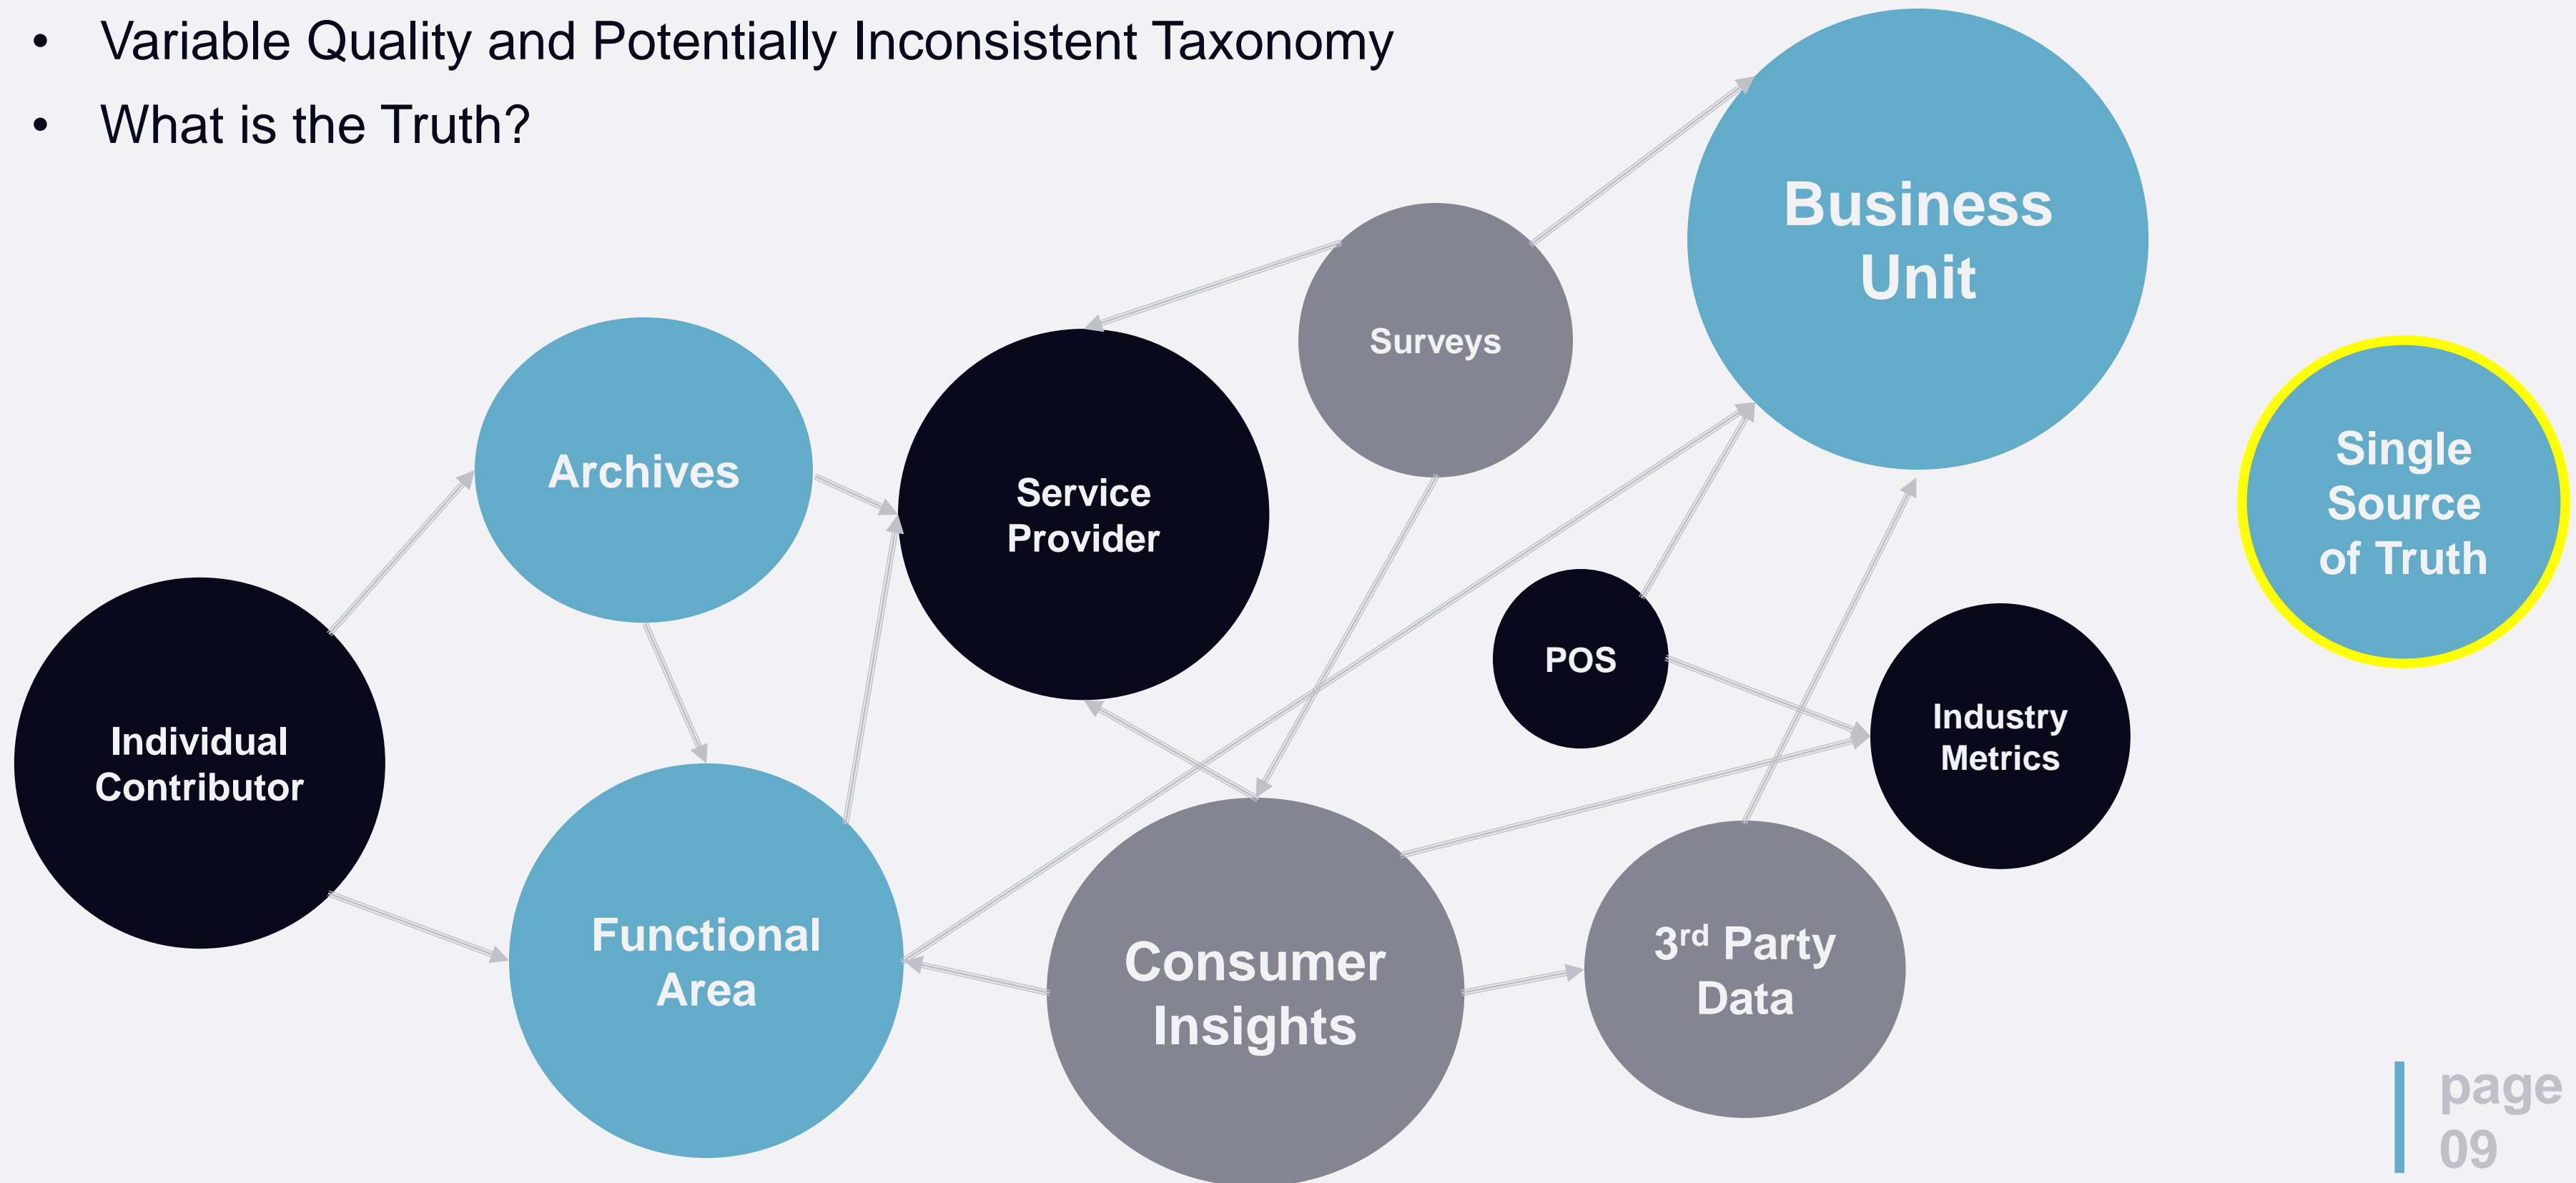 • Variable Quality and Potentially Inconsistent Taxonomy
• What is the Truth?
Business
Unit
Surveys
Single
Source
of Truth
Archives
Service
Provider
POS
Industry
Metrics
Individual
Contributor
Functional
Area
Consumer
Insights
3rd Party
Data
page
09